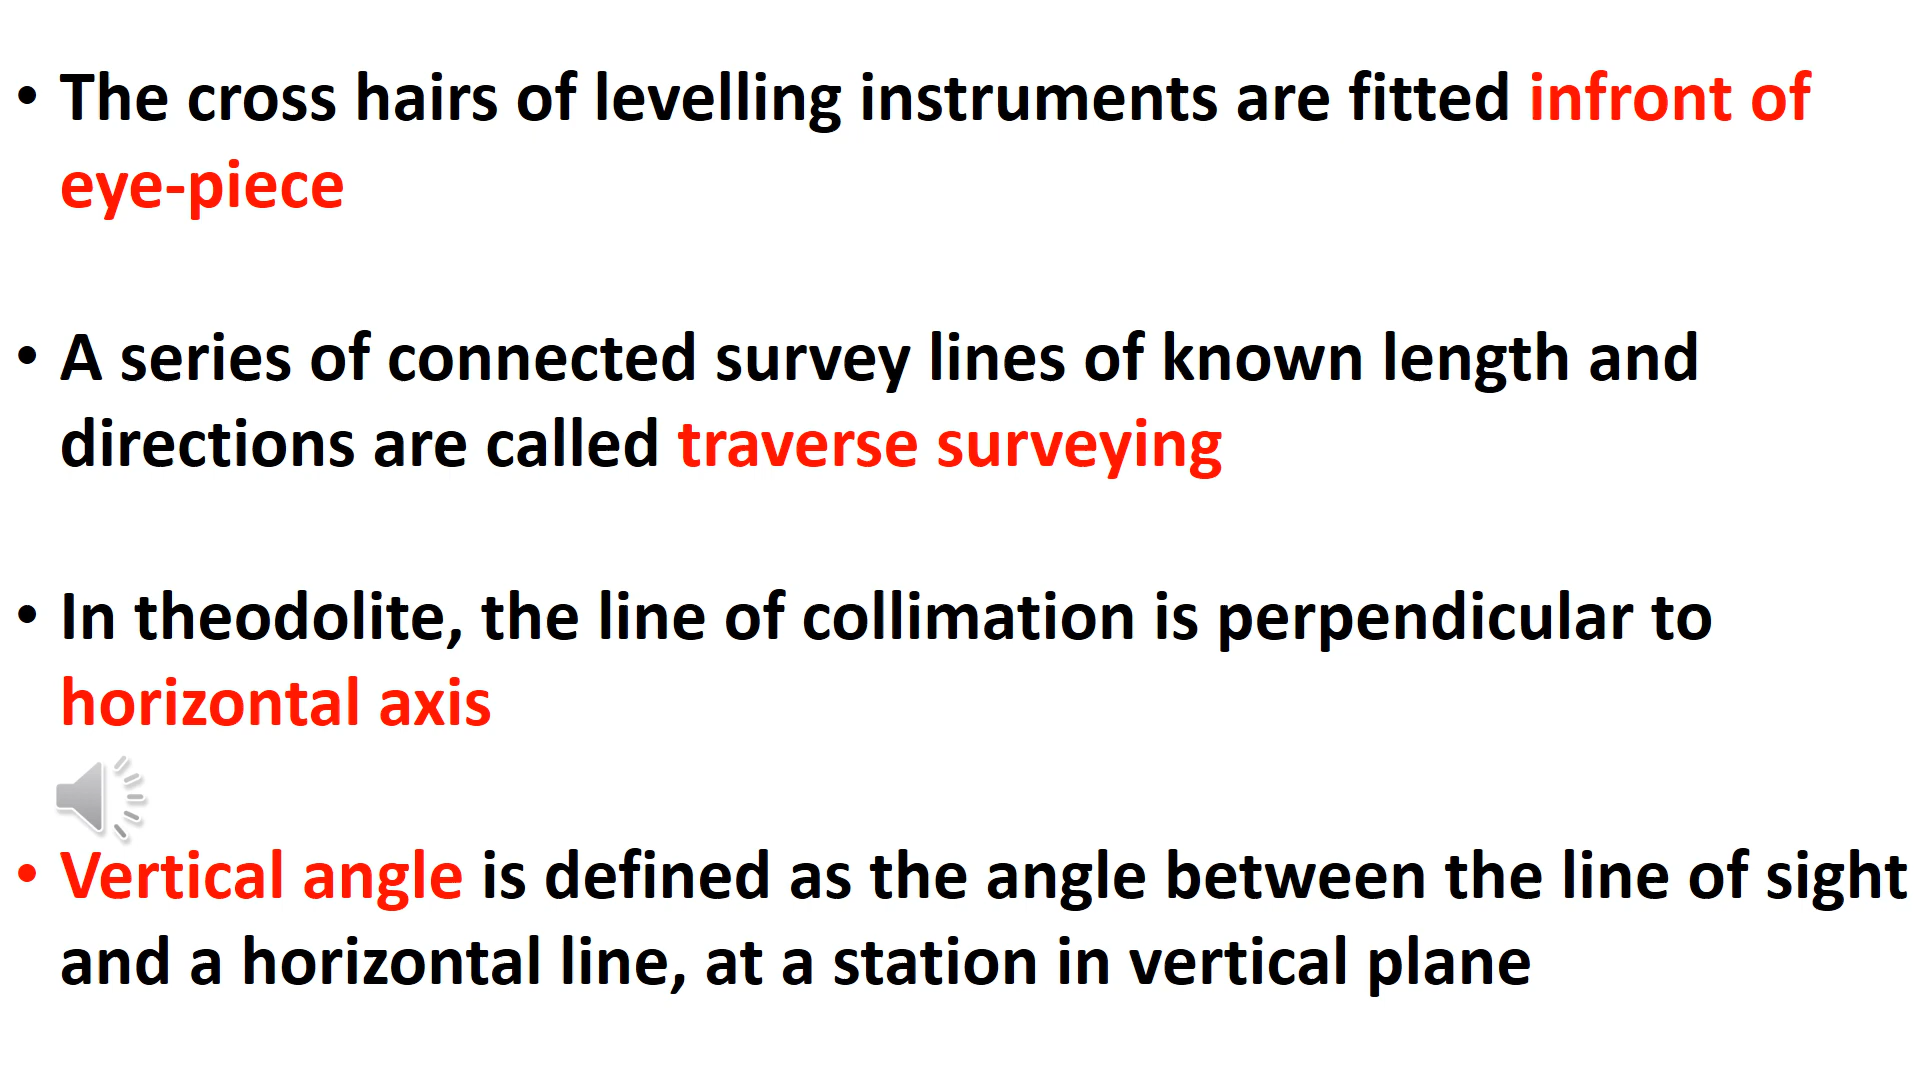 • The cross hairs of levelling instruments are fitted infront of
eye-piece
• A series of connected survey lines of known length and
directions are called traverse surveying
• In theodolite, the line of collimation is perpendicular to
horizontal axis
• Vertical angle is defined as the angle between the line of sight
and a horizontal line, at a station in vertical plane